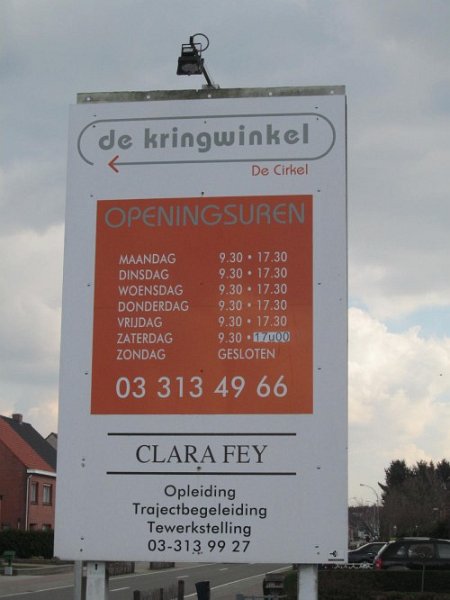 de kringwinkel
De Cirkel
OPENINGSUREN
MAANDAG 9.30 • 17.30
DINSDAG 9.30 • 17.30
WOENSDAG 9.30 • 17.30
DONDERDAG 9.30 • 17.30
VRIJDAG 9.30 • 17.30
ZATERDAG 9.30 • 17u00
ZONDAG GESLOTEN
03 313 49 66
CLARA FEY
Opleiding
Trajectbegeleiding
Tewerkstelling
03-313 99 27